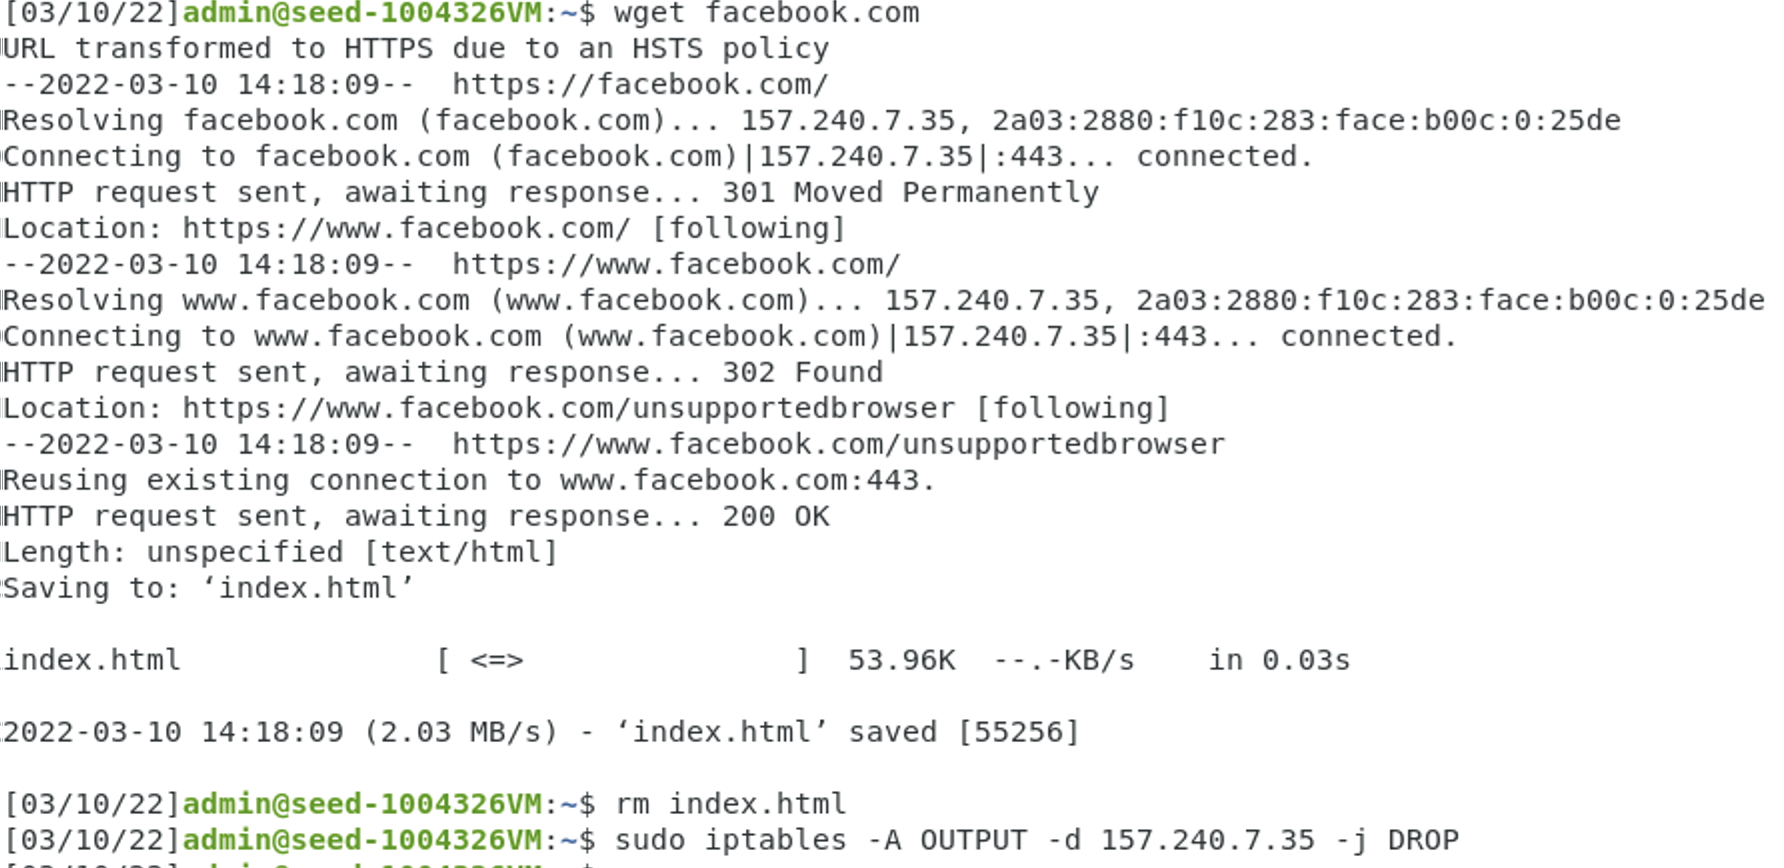 [03/10/22]admin@seed-1004326VM:~$ wget facebook.com
URL transformed to HTTPS due to an HSTS policy
--2022-03-10 14:18:09--  https://facebook.com/
Resolving facebook.com (facebook.com)... 157.240.7.35, 2a03:2880:f10c:283:face:b00c:0:25de
Connecting to facebook.com (facebook.com)|157.240.7.35|:443... connected.
HTTP request sent, awaiting response... 301 Moved Permanently
Location: https://www.facebook.com/ [following]
--2022-03-10 14:18:09--  https://www.facebook.com/
Resolving www.facebook.com (www.facebook.com)... 157.240.7.35, 2a03:2880:f10c:283:face:b00c:0:25de
Connecting to www.facebook.com (www.facebook.com)|157.240.7.35|:443... connected.
HTTP request sent, awaiting response... 302 Found
Location: https://www.facebook.com/unsupportedbrowser [following]
--2022-03-10 14:18:09--  https://www.facebook.com/unsupportedbrowser
Reusing existing connection to www.facebook.com:443.
HTTP request sent, awaiting response... 200 OK
Length: unspecified [text/html]
Saving to: ‘index.html’
index.html              [ <=>               ]  53.96K  --.-KB/s    in 0.03s
2022-03-10 14:18:09 (2.03 MB/s) - ‘index.html’ saved [55256]
[03/10/22]admin@seed-1004326VM:~$ rm index.html
[03/10/22]admin@seed-1004326VM:~$ sudo iptables -A OUTPUT -d 157.240.7.35 -j DROP